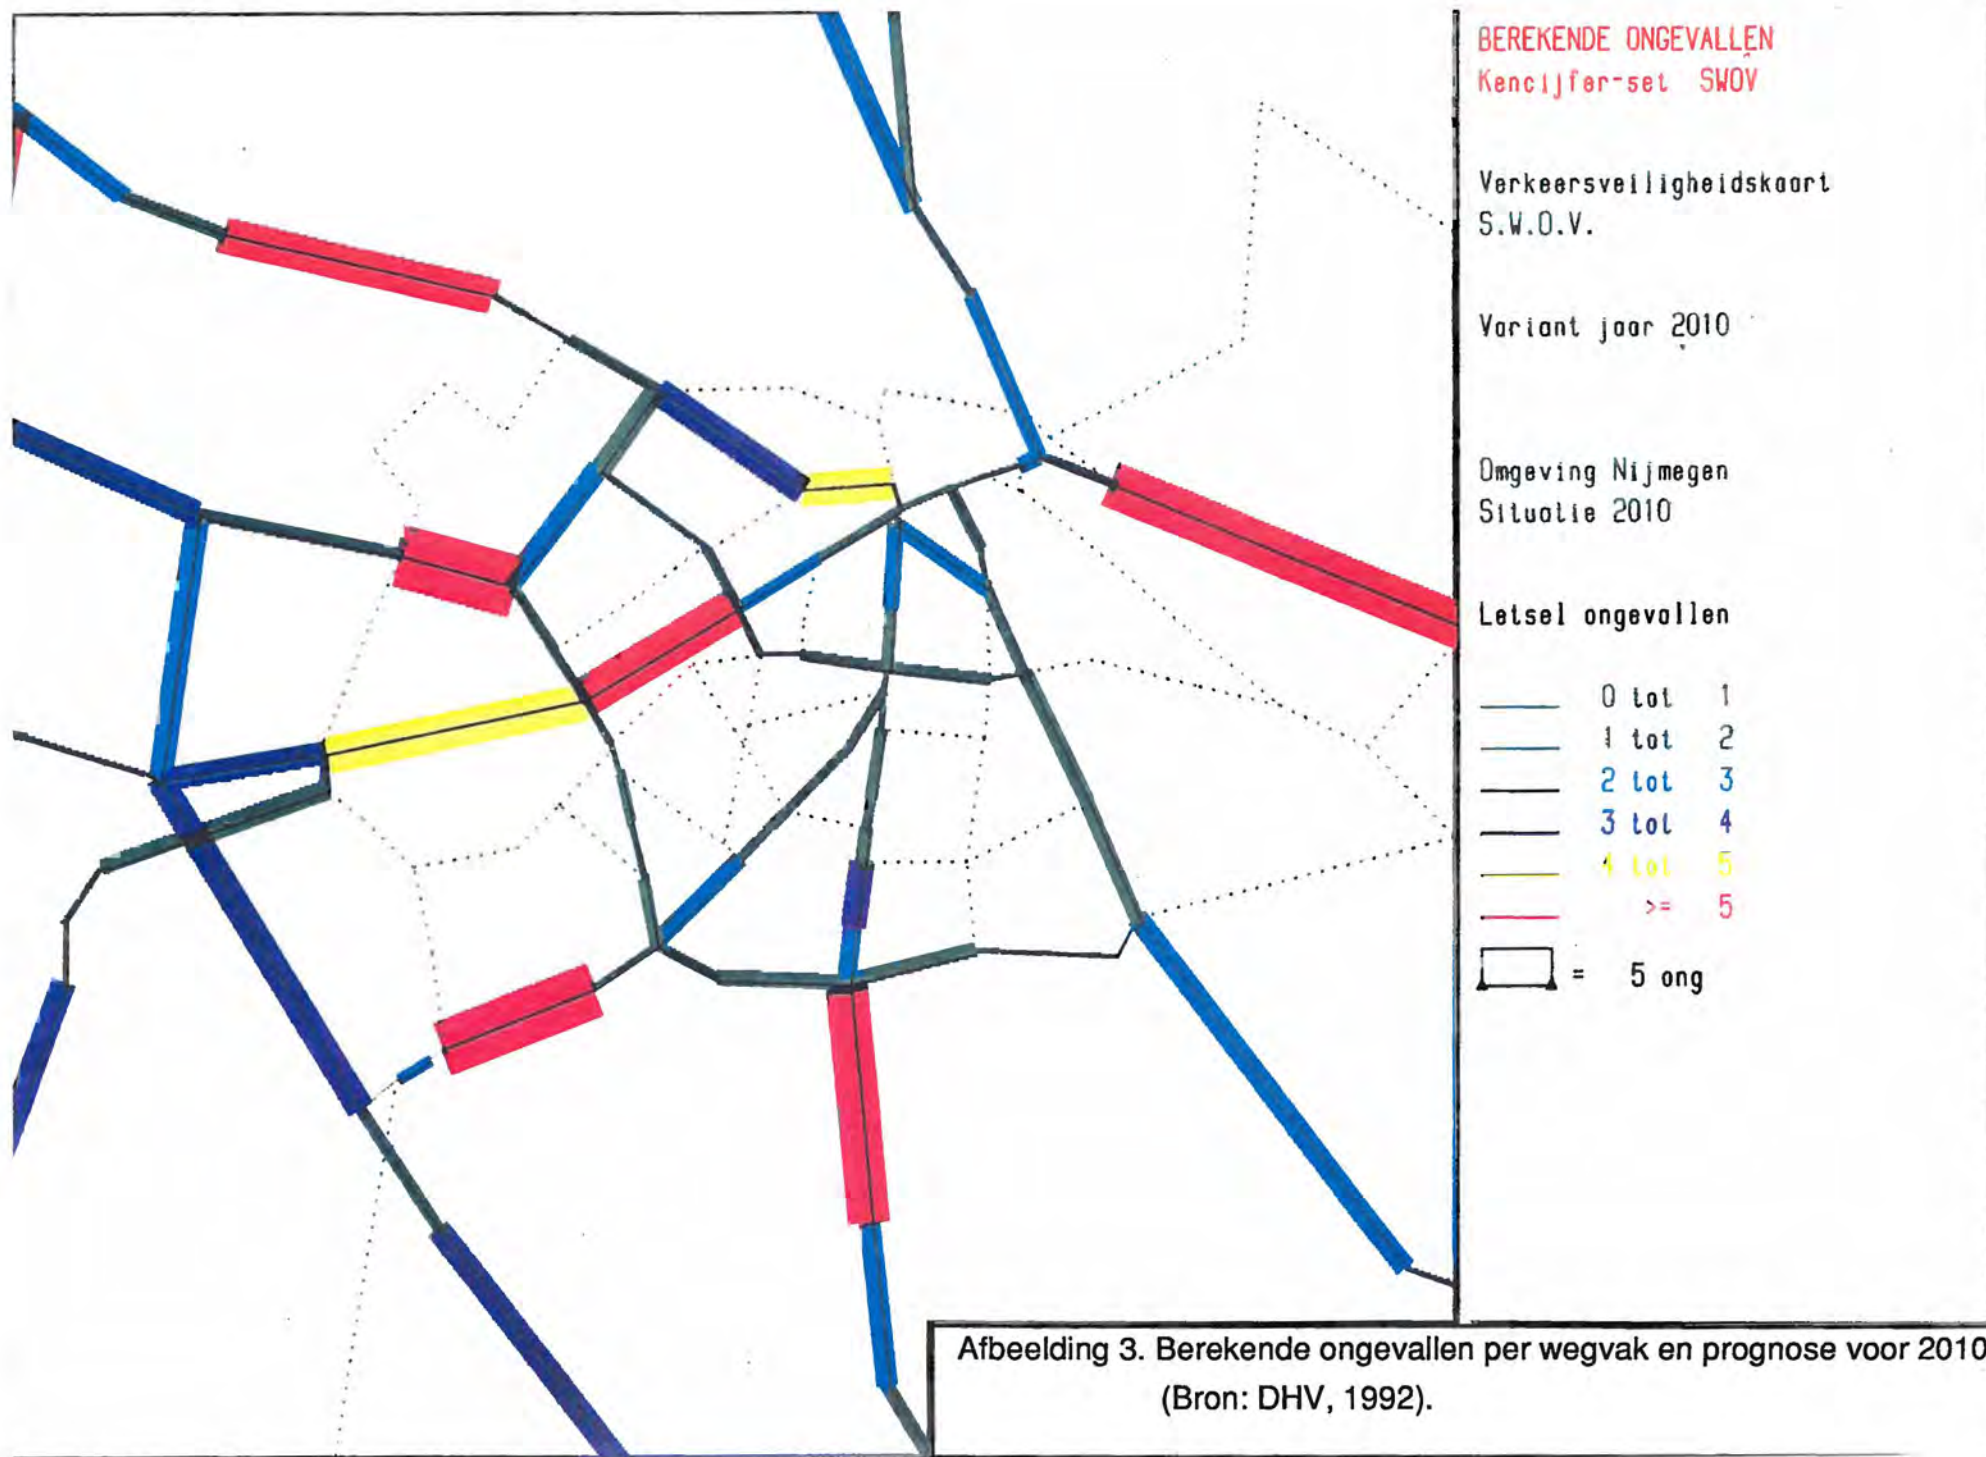 BEREKENDE ONGEVALLEN
Kencijfer-set SWOV
Verkeersveiligheidskaart
S.W.O.V.
Variant jaar 2010
Omgeving Nijmegen
Situatie 2010
Letsel ongevallen
0 tot 1
1 tot 2
2 tot 3
3 tot 4
4 tot 5
>= 5
= 5 ong
Afbeelding 3. Berekende ongevallen per wegvak en prognose voor 2010
(Bron: DHV, 1992).